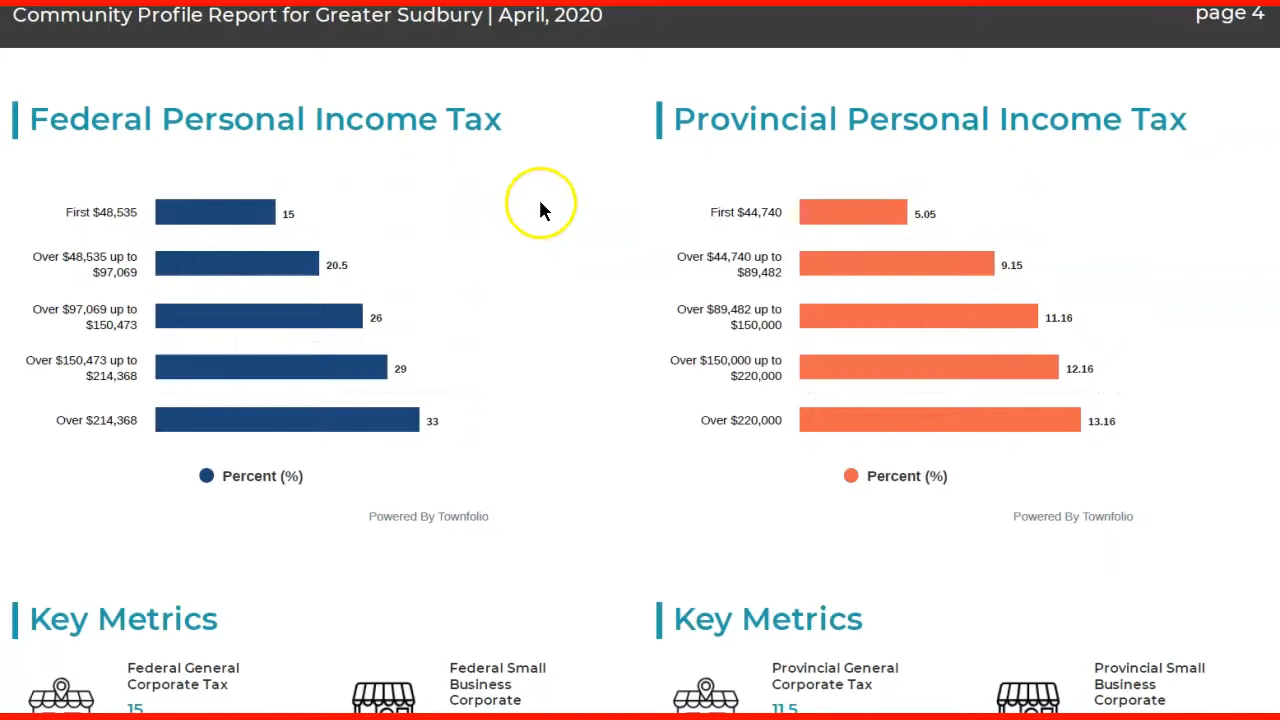 Community Profile Report for Greater Sudbury | April, 2020
page 4
Federal Personal Income Tax
First $48,535
15
Over $48,535 up to
$97,069
20.5
Over $97,069 up to
$150,473
26
Over $150,473 up to
$214,368
29
Over $214,368
33
Percent (%)
Powered By Townfolio
Provincial Personal Income Tax
First $44,740
5.05
Over $44,740 up to
$89,482
9.15
Over $89,482 up to
$150,000
11.16
Over $150,000 up to
$220,000
12.16
Over $220,000
13.16
Percent (%)
Powered By Townfolio
Key Metrics
Federal General
Corporate Tax
15
Federal Small
Business
Corporate
Key Metrics
Provincial General
Corporate Tax
11.5
Provincial Small
Business
Corporate